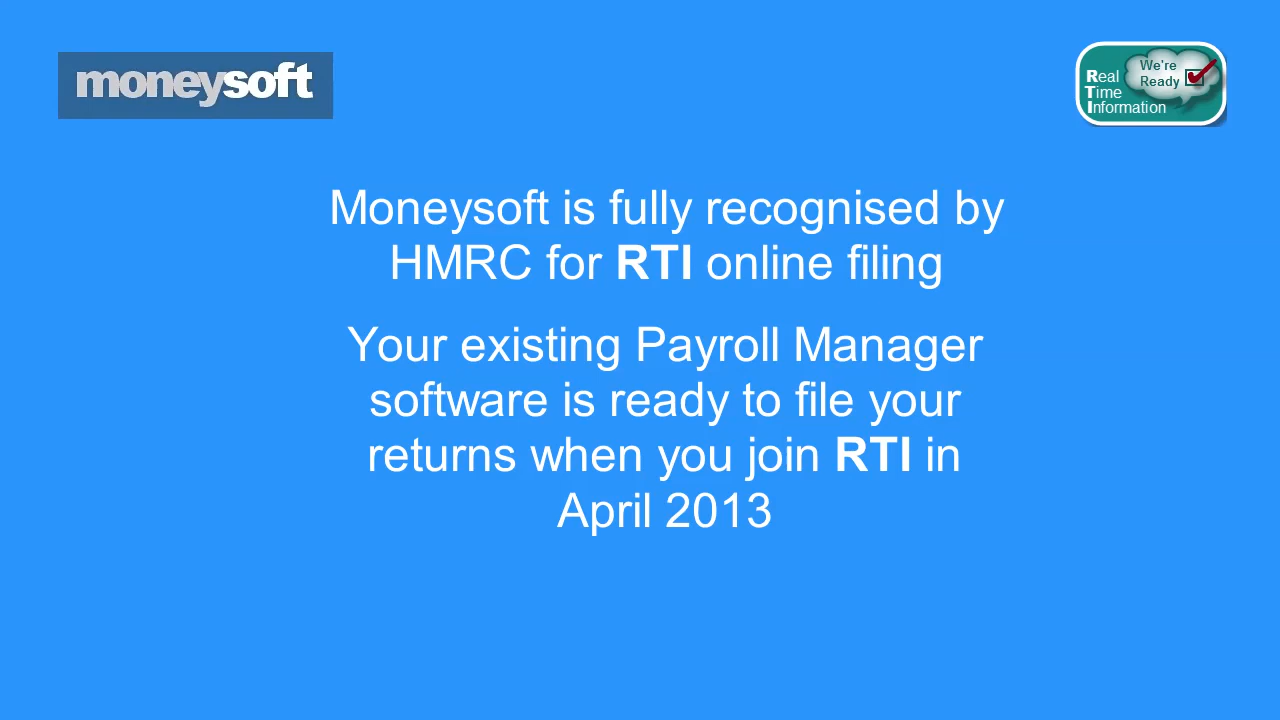 moneysoft
We're
Ready
Real
Time
Information
Moneysoft is fully recognised by
HMRC for RTI online filing
Your existing Payroll Manager
software is ready to file your
returns when you join RTI in
April 2013